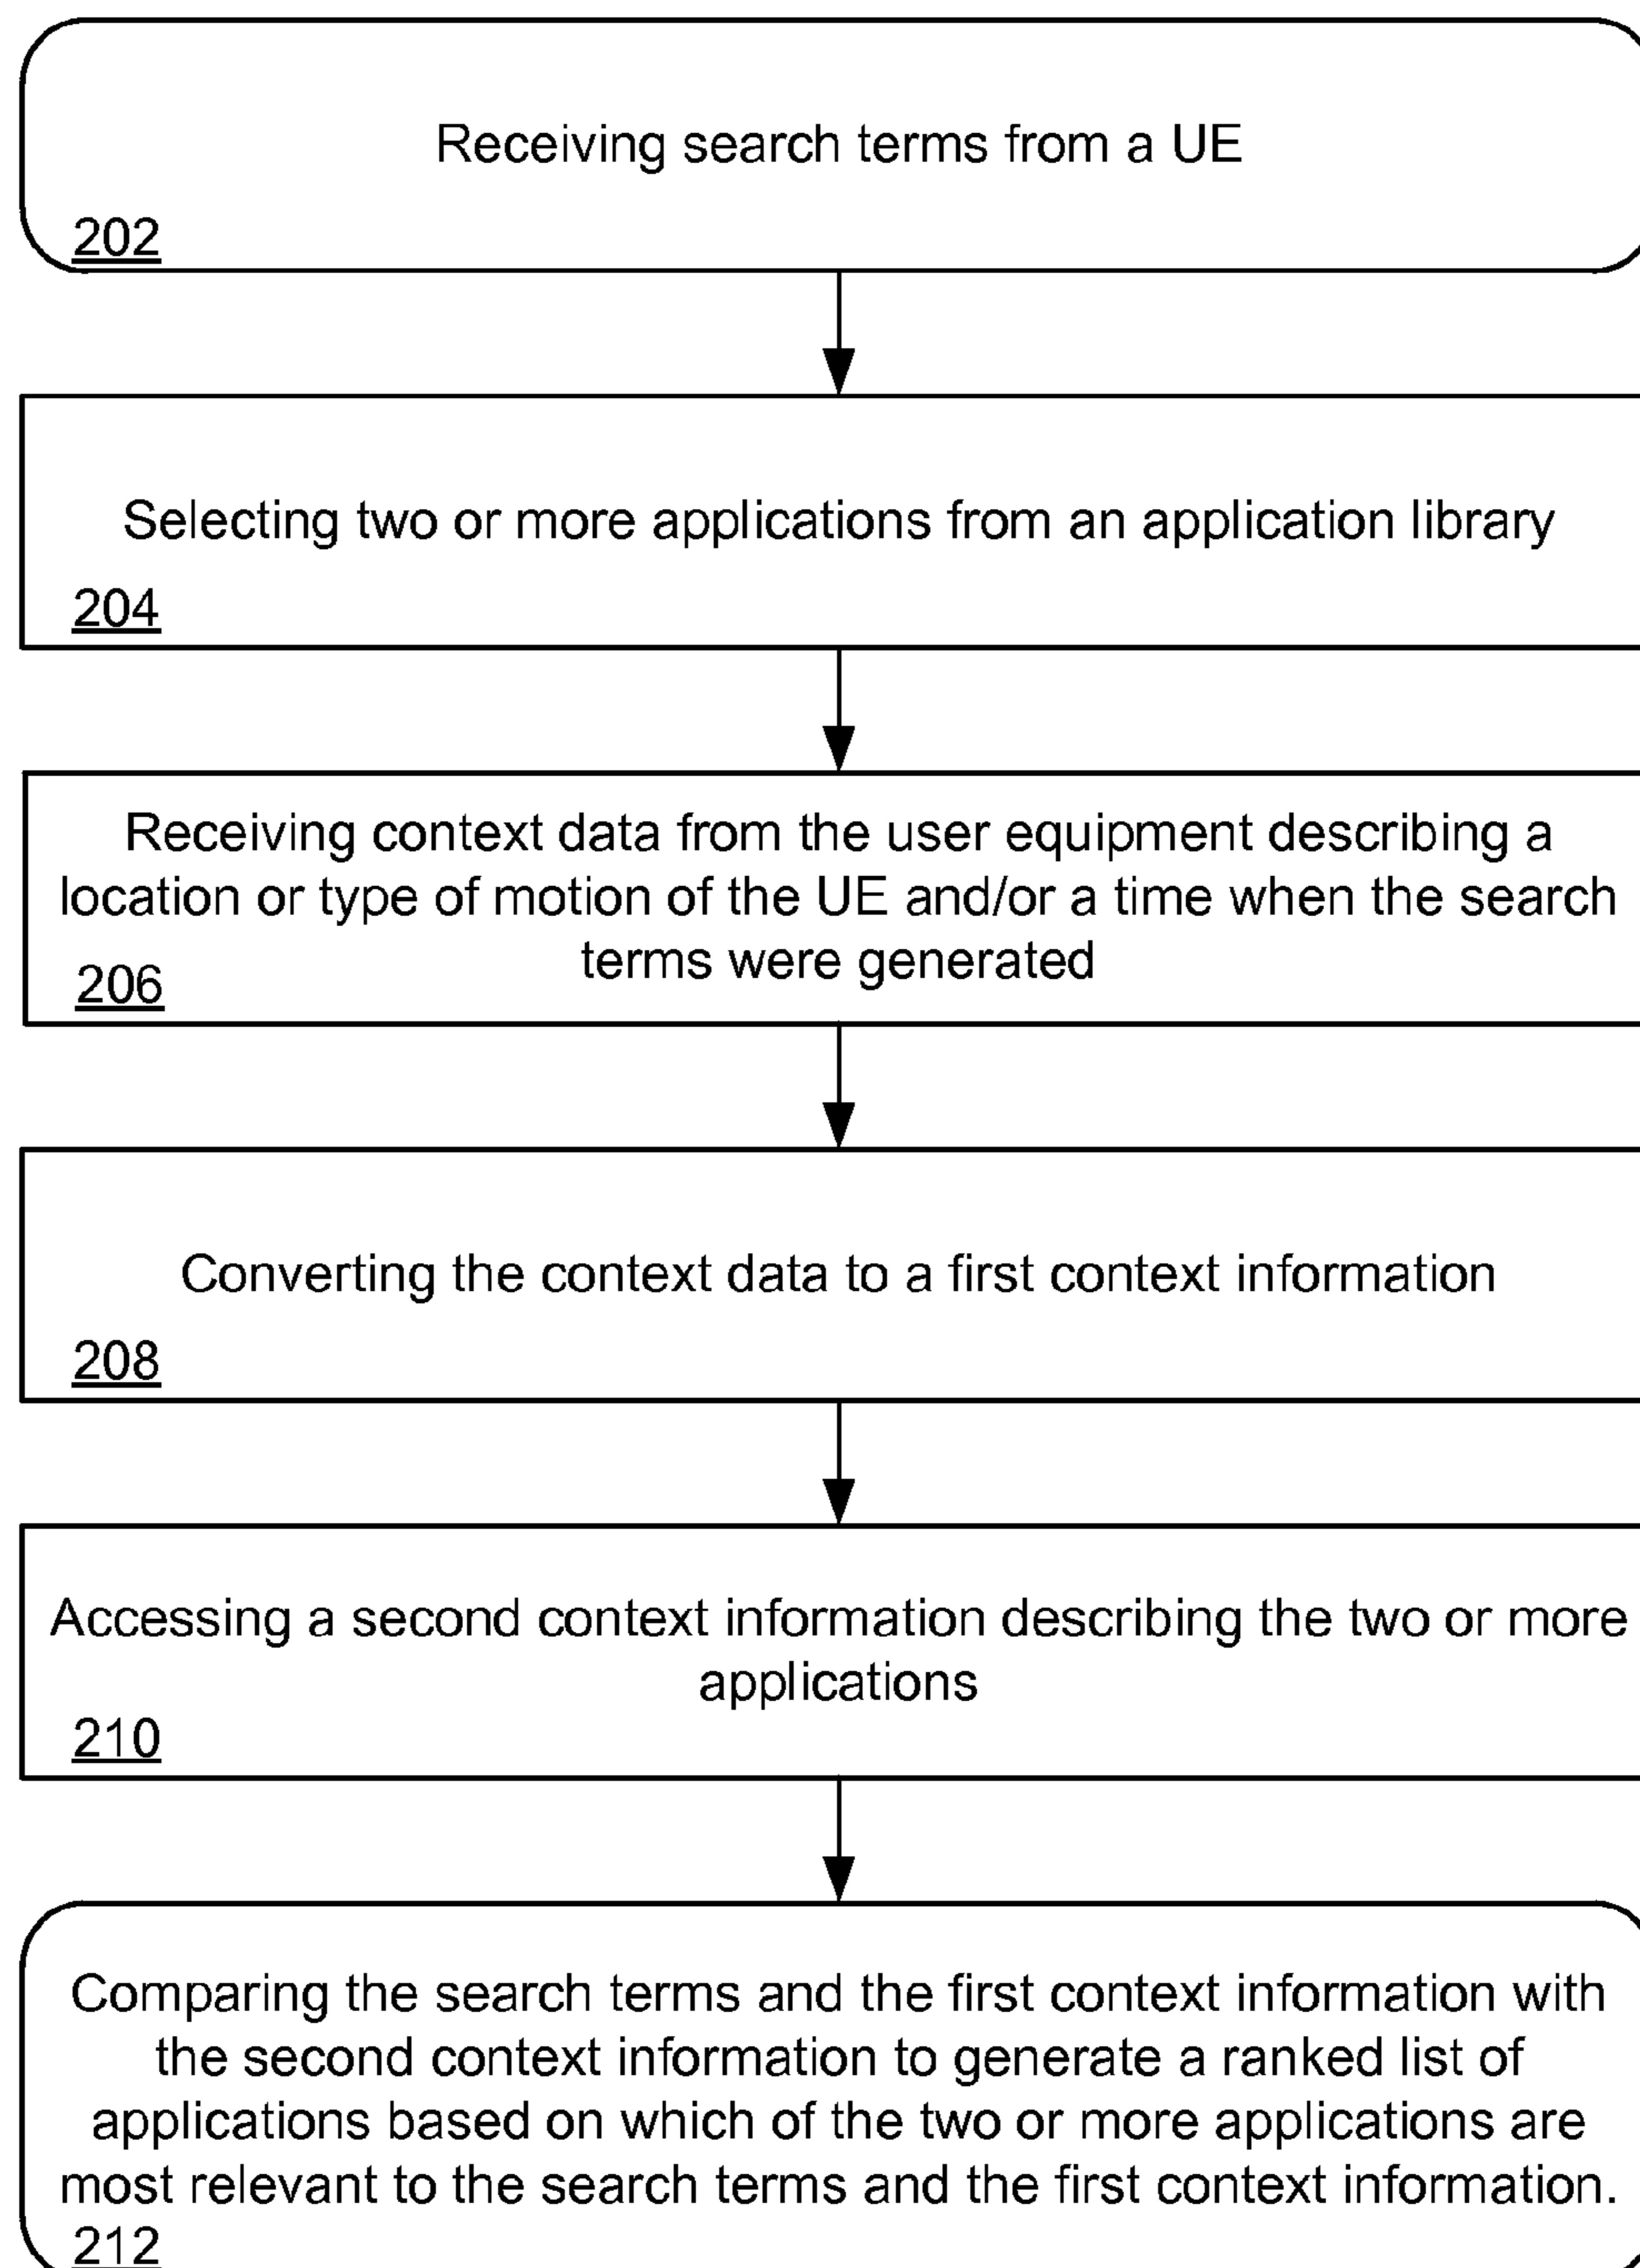 Receiving search terms from a UE
202
Selecting two or more applications from an application library
204
Receiving context data from the user equipment describing a
location or type of motion of the UE and/or a time when the search
terms were generated
206
Converting the context data to a first context information
208
Accessing a second context information describing the two or more
applications
210
Comparing the search terms and the first context information with
the second context information to generate a ranked list of
applications based on which of the two or more applications are
most relevant to the search terms and the first context information.
212